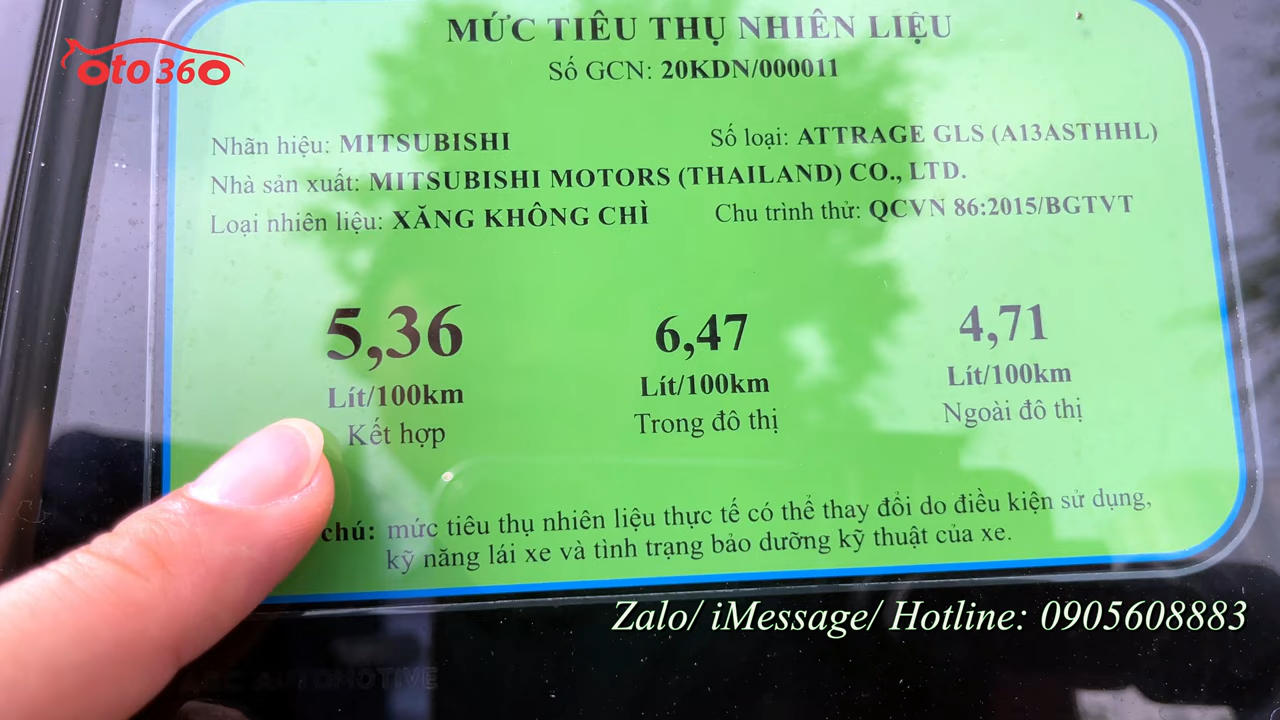 oto360
MỨC TIÊU THỤ NHIÊN LIỆU
Số GCN: 20KDN/000011
Nhãn hiệu: MITSUBISHI Số loại: ATTRAGE GLS (A13ASTHHL)
Nhà sản xuất: MITSUBISHI MOTORS (THAILAND) CO., LTD.
Loại nhiên liệu: XĂNG KHÔNG CHÌ Chu trình thử: QCVN 86:2015/BGTVT
5,36 6,47 4,71
Lít/100km Lít/100km Lít/100km
Kết hợp Trong đô thị Ngoài đô thị
chú: mức tiêu thụ nhiên liệu thực tế có thể thay đổi do điều kiện sử dụng,
kỹ năng lái xe và tình trạng bảo dưỡng kỹ thuật của xe.
Zalo/ iMessage/ Hotline: 0905608883
AUTOMOTIVE